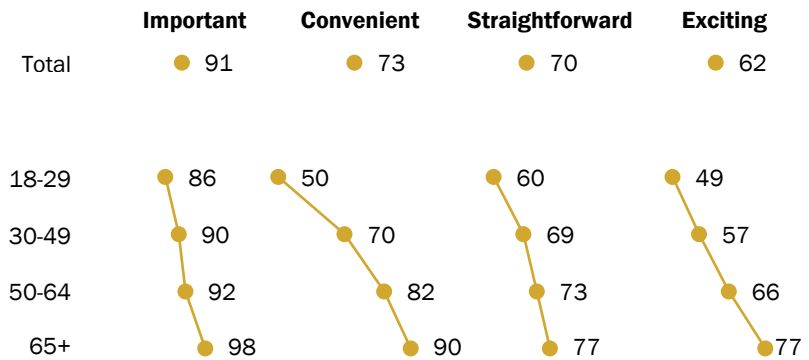 Important Convenient Straightforward Exciting
Total 91 73 70 62
18-29 86 50 60 49
30-49 90 70 69 57
50-64 92 82 73 66
65+ 98 90 77 77